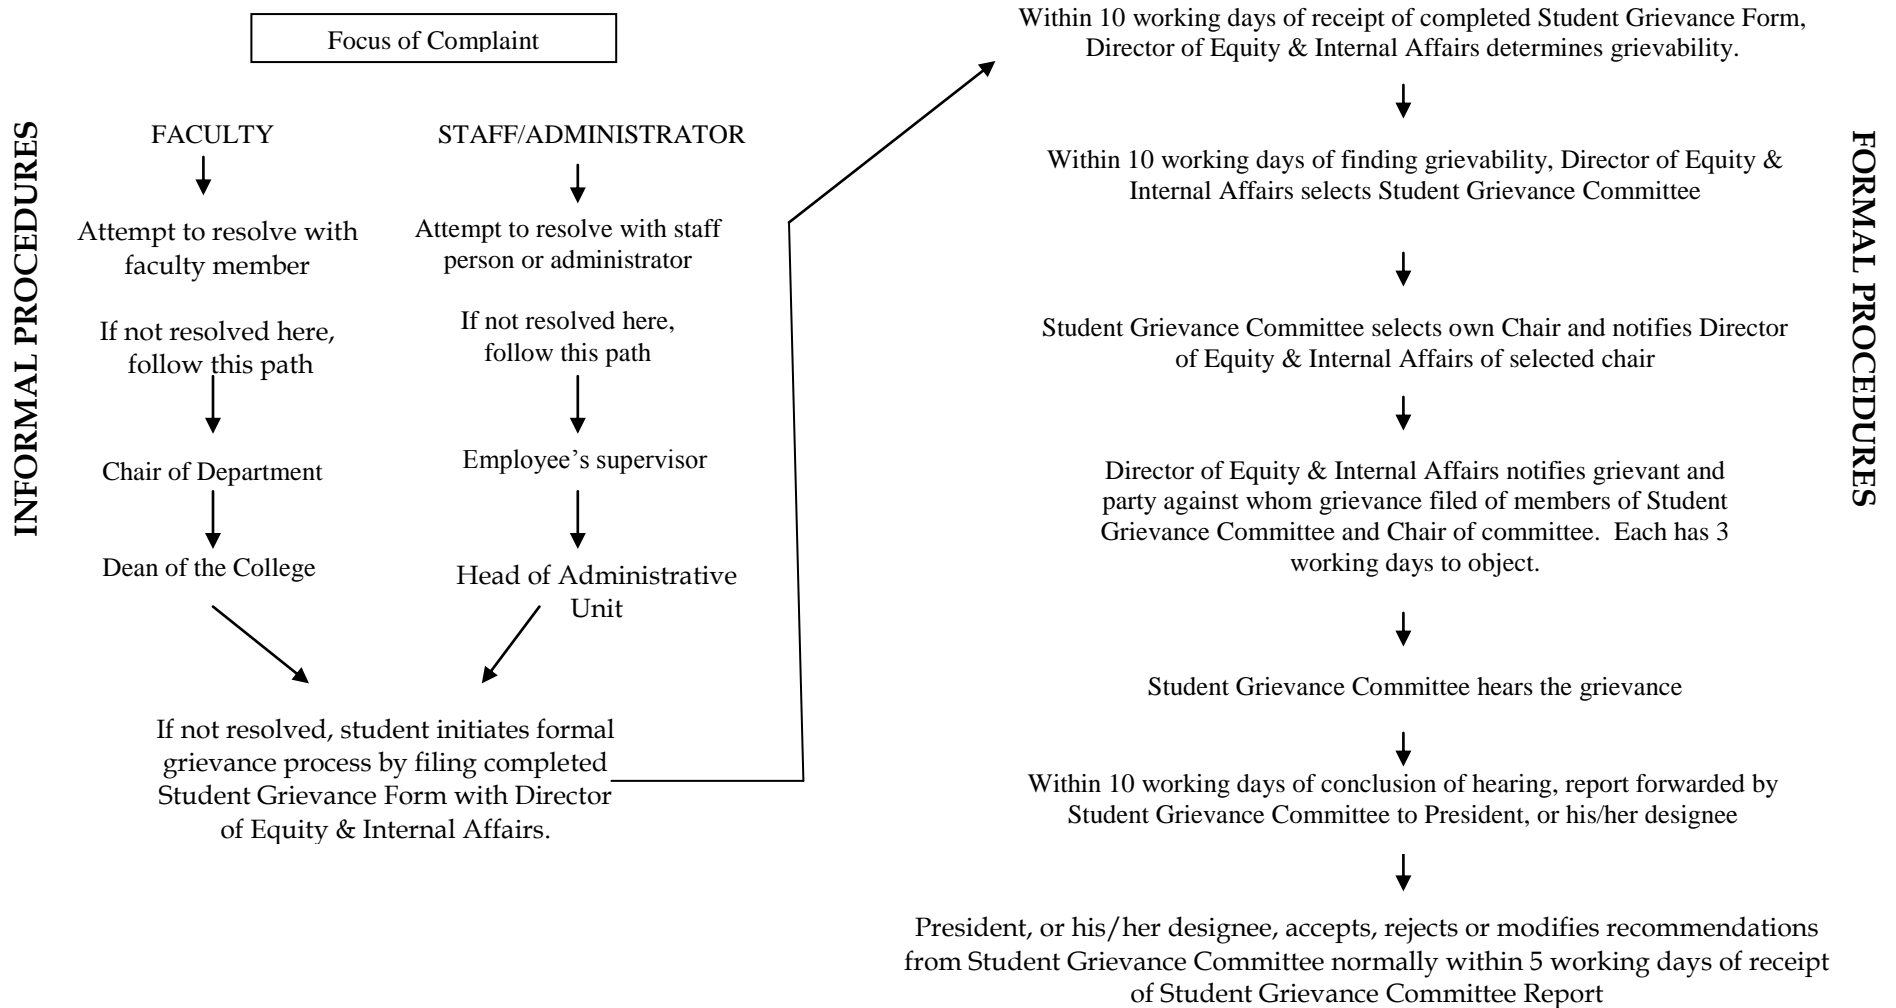 Focus of Complaint
INFORMAL PROCEDURES
FACULTY
Attempt to resolve with
faculty member
If not resolved here,
follow this path
Chair of Department
Dean of the College
STAFF/ADMINISTRATOR
Attempt to resolve with staff
person or administrator
If not resolved here,
follow this path
Employee’s supervisor
Head of Administrative
Unit
If not resolved, student initiates formal
grievance process by filing completed
Student Grievance Form with Director
of Equity & Internal Affairs.
FORMAL PROCEDURES
Within 10 working days of receipt of completed Student Grievance Form,
Director of Equity & Internal Affairs determines grievability.
Within 10 working days of finding grievability, Director of Equity &
Internal Affairs selects Student Grievance Committee
Student Grievance Committee selects own Chair and notifies Director
of Equity & Internal Affairs of selected chair
Director of Equity & Internal Affairs notifies grievant and
party against whom grievance filed of members of Student
Grievance Committee and Chair of committee.  Each has 3
working days to object.
Student Grievance Committee hears the grievance
Within 10 working days of conclusion of hearing, report forwarded by
Student Grievance Committee to President, or his/her designee
President, or his/her designee, accepts, rejects or modifies recommendations
from Student Grievance Committee normally within 5 working days of receipt
of Student Grievance Committee Report